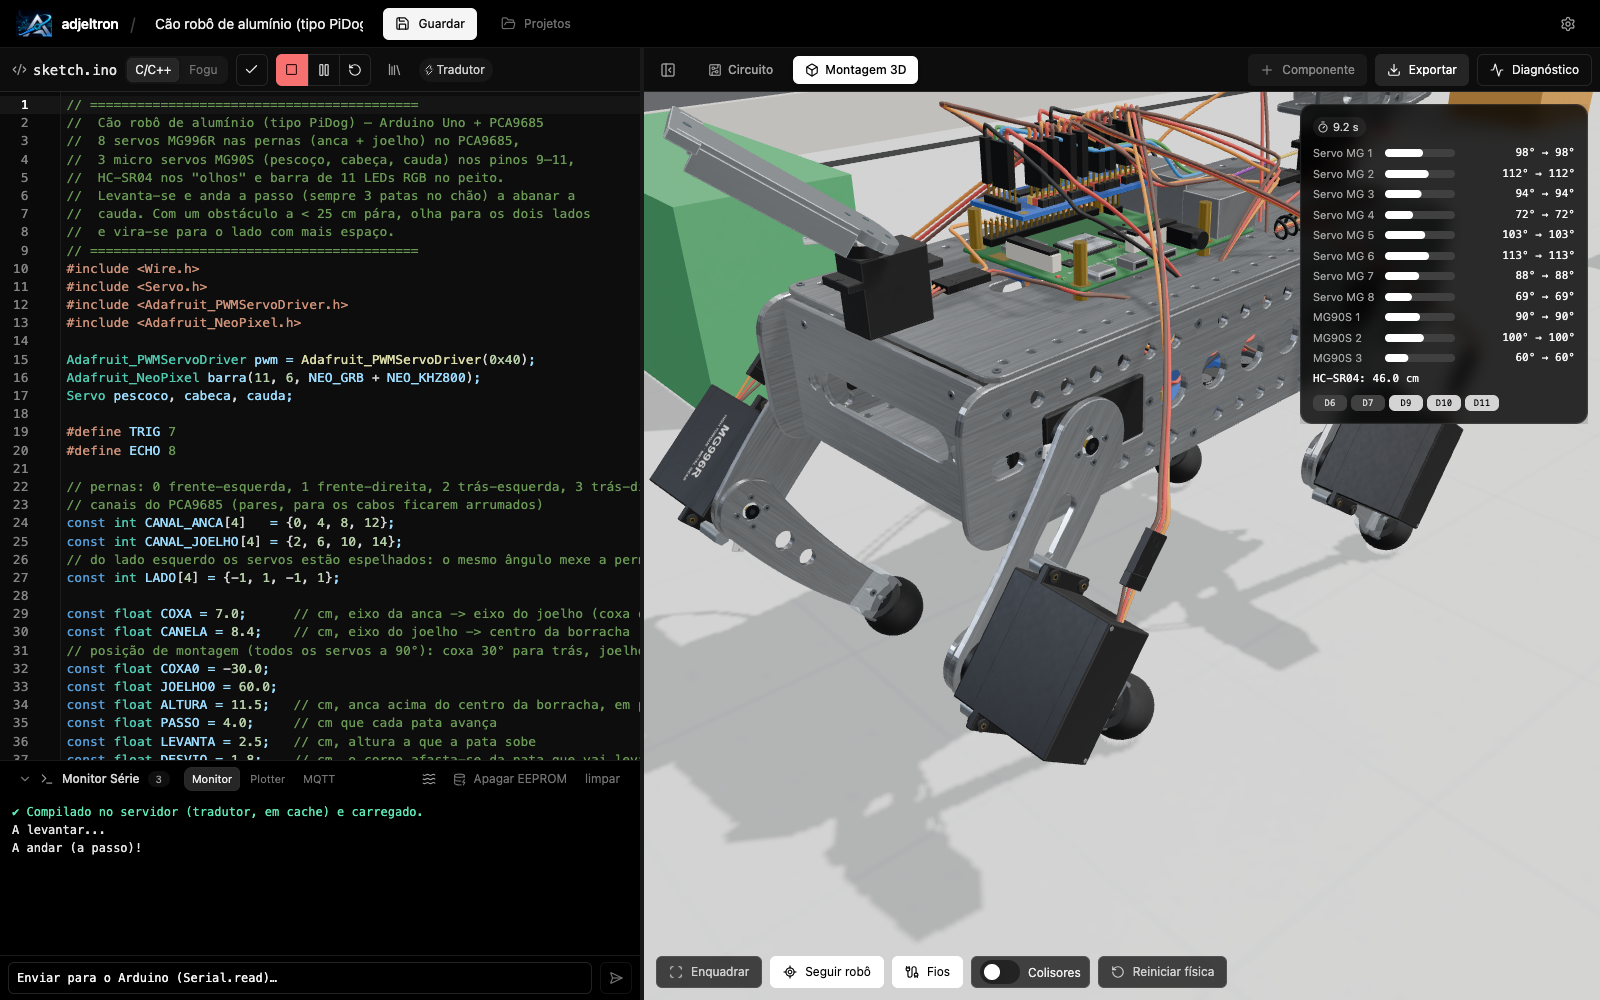 adjeltron / Cão robô de alumínio (tipo PiDog Guardar Projetos
sketch.ino C/C++ Fogu Tradutor
Circuito Montagem 3D Componente Exportar Diagnóstico
1 // ==========================================
2 //  Cão robô de alumínio (tipo PiDog) — Arduino Uno + PCA9685
3 //  8 servos MG996R nas pernas (anca + joelho) no PCA9685,
4 //  3 micro servos MG90S (pescoço, cabeça, cauda) nos pinos 9–11,
5 //  HC-SR04 nos "olhos" e barra de 11 LEDs RGB no peito.
6 //  Levanta-se e anda a passo (sempre 3 patas no chão) a abanar a
7 //  cauda. Com um obstáculo a < 25 cm pára, olha para os dois lados
8 //  e vira-se para o lado com mais espaço.
9 // ==========================================
10 #include <Wire.h>
11 #include <Servo.h>
12 #include <Adafruit_PWMServoDriver.h>
13 #include <Adafruit_NeoPixel.h>
14
15 Adafruit_PWMServoDriver pwm = Adafruit_PWMServoDriver(0x40);
16 Adafruit_NeoPixel barra(11, 6, NEO_GRB + NEO_KHZ800);
17 Servo pescoco, cabeca, cauda;
18
19 #define TRIG 7
20 #define ECHO 8
21
22 // pernas: 0 frente-esquerda, 1 frente-direita, 2 trás-esquerda, 3 trás-di
23 // canais do PCA9685 (pares, para os cabos ficarem arrumados)
24 const int CANAL_ANCA[4]   = {0, 4, 8, 12};
25 const int CANAL_JOELHO[4] = {2, 6, 10, 14};
26 // do lado esquerdo os servos estão espelhados: o mesmo ângulo mexe a pern
27 const int LADO[4] = {-1, 1, -1, 1};
28
29 const float COXA = 7.0;      // cm, eixo da anca -> eixo do joelho (coxa
30 const float CANELA = 8.4;    // cm, eixo do joelho -> centro da borracha
31 // posição de montagem (todos os servos a 90°): coxa 30° para trás, joelh
32 const float COXA0 = -30.0;
33 const float JOELHO0 = 60.0;
34 const float ALTURA = 11.5;   // cm, anca acima do centro da borracha, em
35 const float PASSO = 4.0;     // cm que cada pata avança
36 const float LEVANTA = 2.5;   // cm, altura a que a pata sobe
37 const float DESVIO = 1.8;    // cm, o corpo afasta-se da pata que vai lev
9.2 s
Servo MG 1 98° → 98°
Servo MG 2 112° → 112°
Servo MG 3 94° → 94°
Servo MG 4 72° → 72°
Servo MG 5 103° → 103°
Servo MG 6 113° → 113°
Servo MG 7 88° → 88°
Servo MG 8 69° → 69°
MG90S 1 90° → 90°
MG90S 2 100° → 100°
MG90S 3 60° → 60°
HC-SR04: 46.0 cm
D6 D7 D9 D10 D11
MG996R
Monitor Série 3 Monitor Plotter MQTT Apagar EEPROM limpar
✔ Compilado no servidor (tradutor, em cache) e carregado.
A levantar...
A andar (a passo)!
Enviar para o Arduino (Serial.read)…
Enquadrar Seguir robô Fios Colisores Reiniciar física